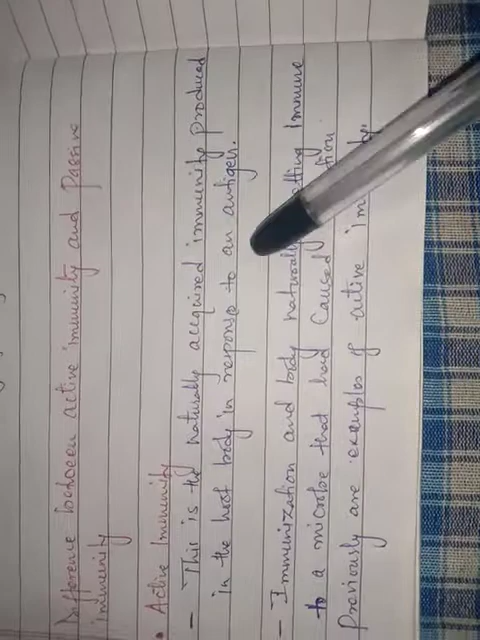 Difference between active immunity and Passive
immunity
• Active Immunity
- This is the naturally acquired immunity produced
in the host body in response to an antigen.
- Immunization and body naturally getting Immune
to a microbe that had Caused
Previously are examples of active